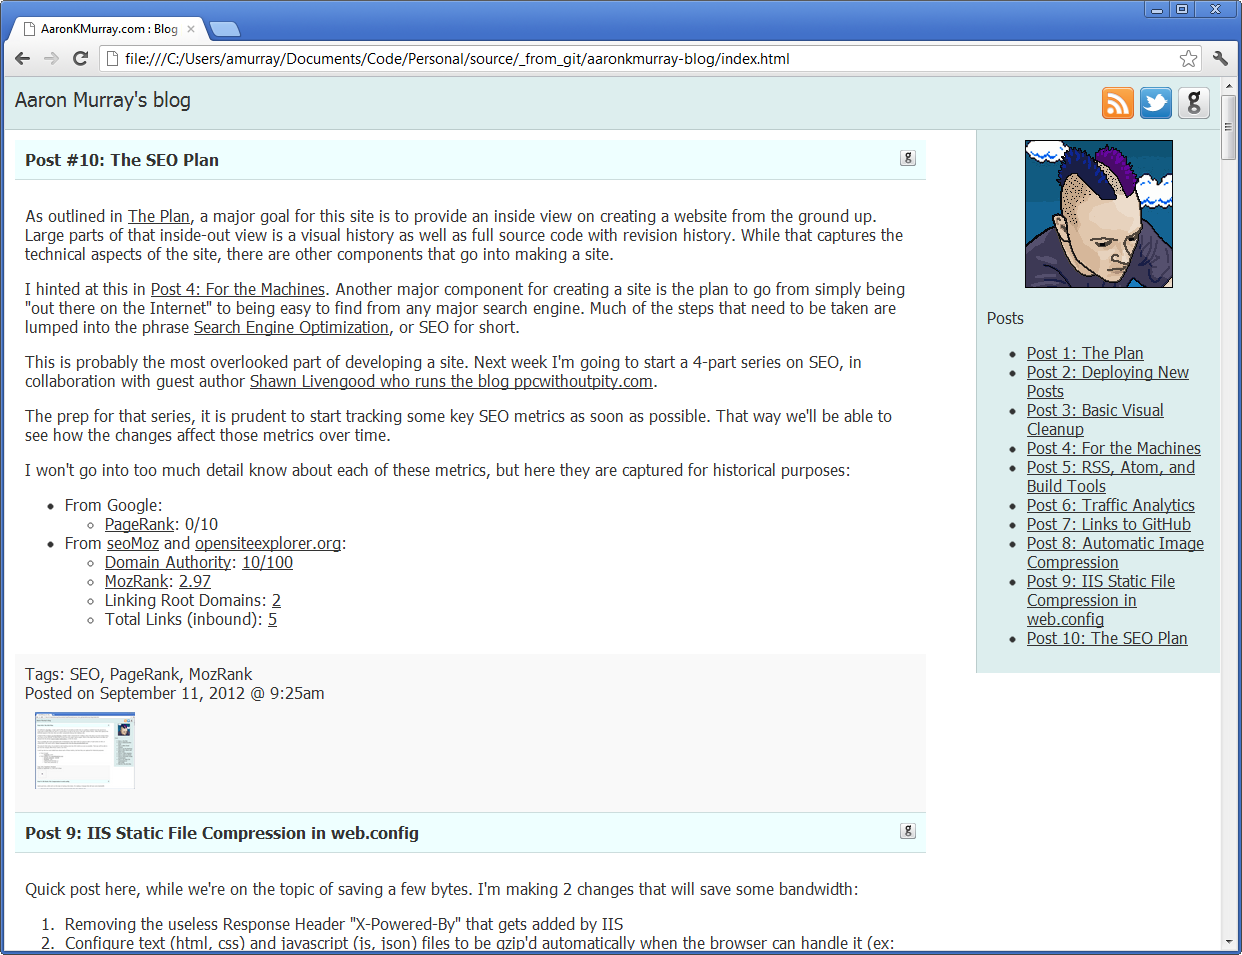 AaronKMurray.com : Blog
file:///C:/Users/amurray/Documents/Code/Personal/source/_from_git/aaronkmurray-blog/index.html
Aaron Murray's blog
g
Post #10: The SEO Plan
g
As outlined in The Plan, a major goal for this site is to provide an inside view on creating a website from the ground up.
Large parts of that inside-out view is a visual history as well as full source code with revision history. While that captures the
technical aspects of the site, there are other components that go into making a site.
I hinted at this in Post 4: For the Machines. Another major component for creating a site is the plan to go from simply being
"out there on the Internet" to being easy to find from any major search engine. Much of the steps that need to be taken are
lumped into the phrase Search Engine Optimization, or SEO for short.
This is probably the most overlooked part of developing a site. Next week I'm going to start a 4-part series on SEO, in
collaboration with guest author Shawn Livengood who runs the blog ppcwithoutpity.com.
The prep for that series, it is prudent to start tracking some key SEO metrics as soon as possible. That way we'll be able to
see how the changes affect those metrics over time.
I won't go into too much detail know about each of these metrics, but here they are captured for historical purposes:
From Google:
PageRank: 0/10
From seoMoz and opensiteexplorer.org:
Domain Authority: 10/100
MozRank: 2.97
Linking Root Domains: 2
Total Links (inbound): 5
Tags: SEO, PageRank, MozRank
Posted on September 11, 2012 @ 9:25am
Post 9: IIS Static File Compression in web.config
g
Quick post here, while we're on the topic of saving a few bytes. I'm making 2 changes that will save some bandwidth:
1. Removing the useless Response Header "X-Powered-By" that gets added by IIS
2. Configure text (html, css) and javascript (js, json) files to be gzip'd automatically when the browser can handle it (ex:
Posts
Post 1: The Plan
Post 2: Deploying New
Posts
Post 3: Basic Visual
Cleanup
Post 4: For the Machines
Post 5: RSS, Atom, and
Build Tools
Post 6: Traffic Analytics
Post 7: Links to GitHub
Post 8: Automatic Image
Compression
Post 9: IIS Static File
Compression in
web.config
Post 10: The SEO Plan